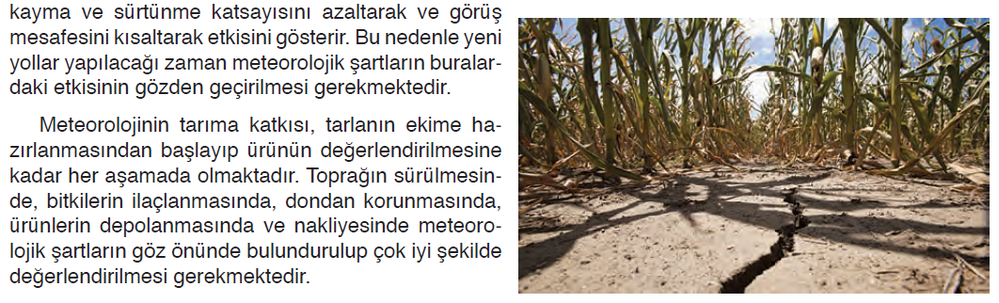 kayma ve sürtünme katsayısını azaltarak ve görüş
mesafesini kısaltarak etkisini gösterir. Bu nedenle yeni
yollar yapılacağı zaman meteorolojik şartların buralar-
daki etkisinin gözden geçirilmesi gerekmektedir.
Meteorolojinin tarıma katkısı, tarlanın ekime ha-
zırlanmasından başlayıp ürünün değerlendirilmesine
kadar her aşamada olmaktadır. Toprağın sürülmesin-
de, bitkilerin ilaçlanmasında, dondan korunmasında,
ürünlerin depolanmasında ve nakliyesinde meteoro-
lojik şartların göz önünde bulundurulup çok iyi şekilde
değerlendirilmesi gerekmektedir.